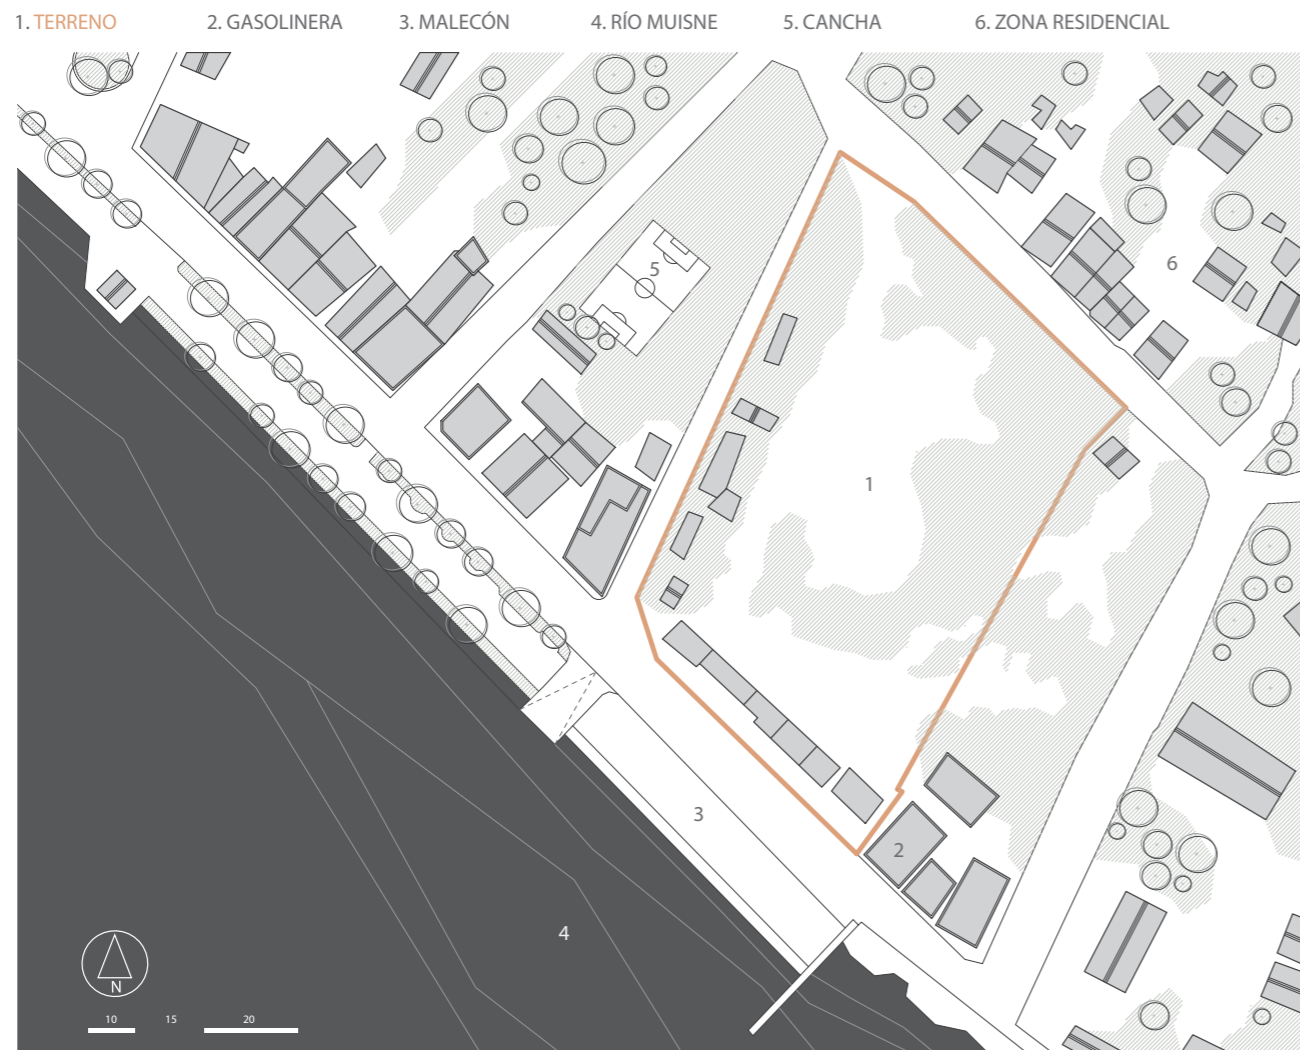 1. TERRENO 2. GASOLINERA 3. MALECÓN 4. RÍO MUISNE 5. CANCHA 6. ZONA RESIDENCIAL
5
6
1
3
2
4
N
10 15 20